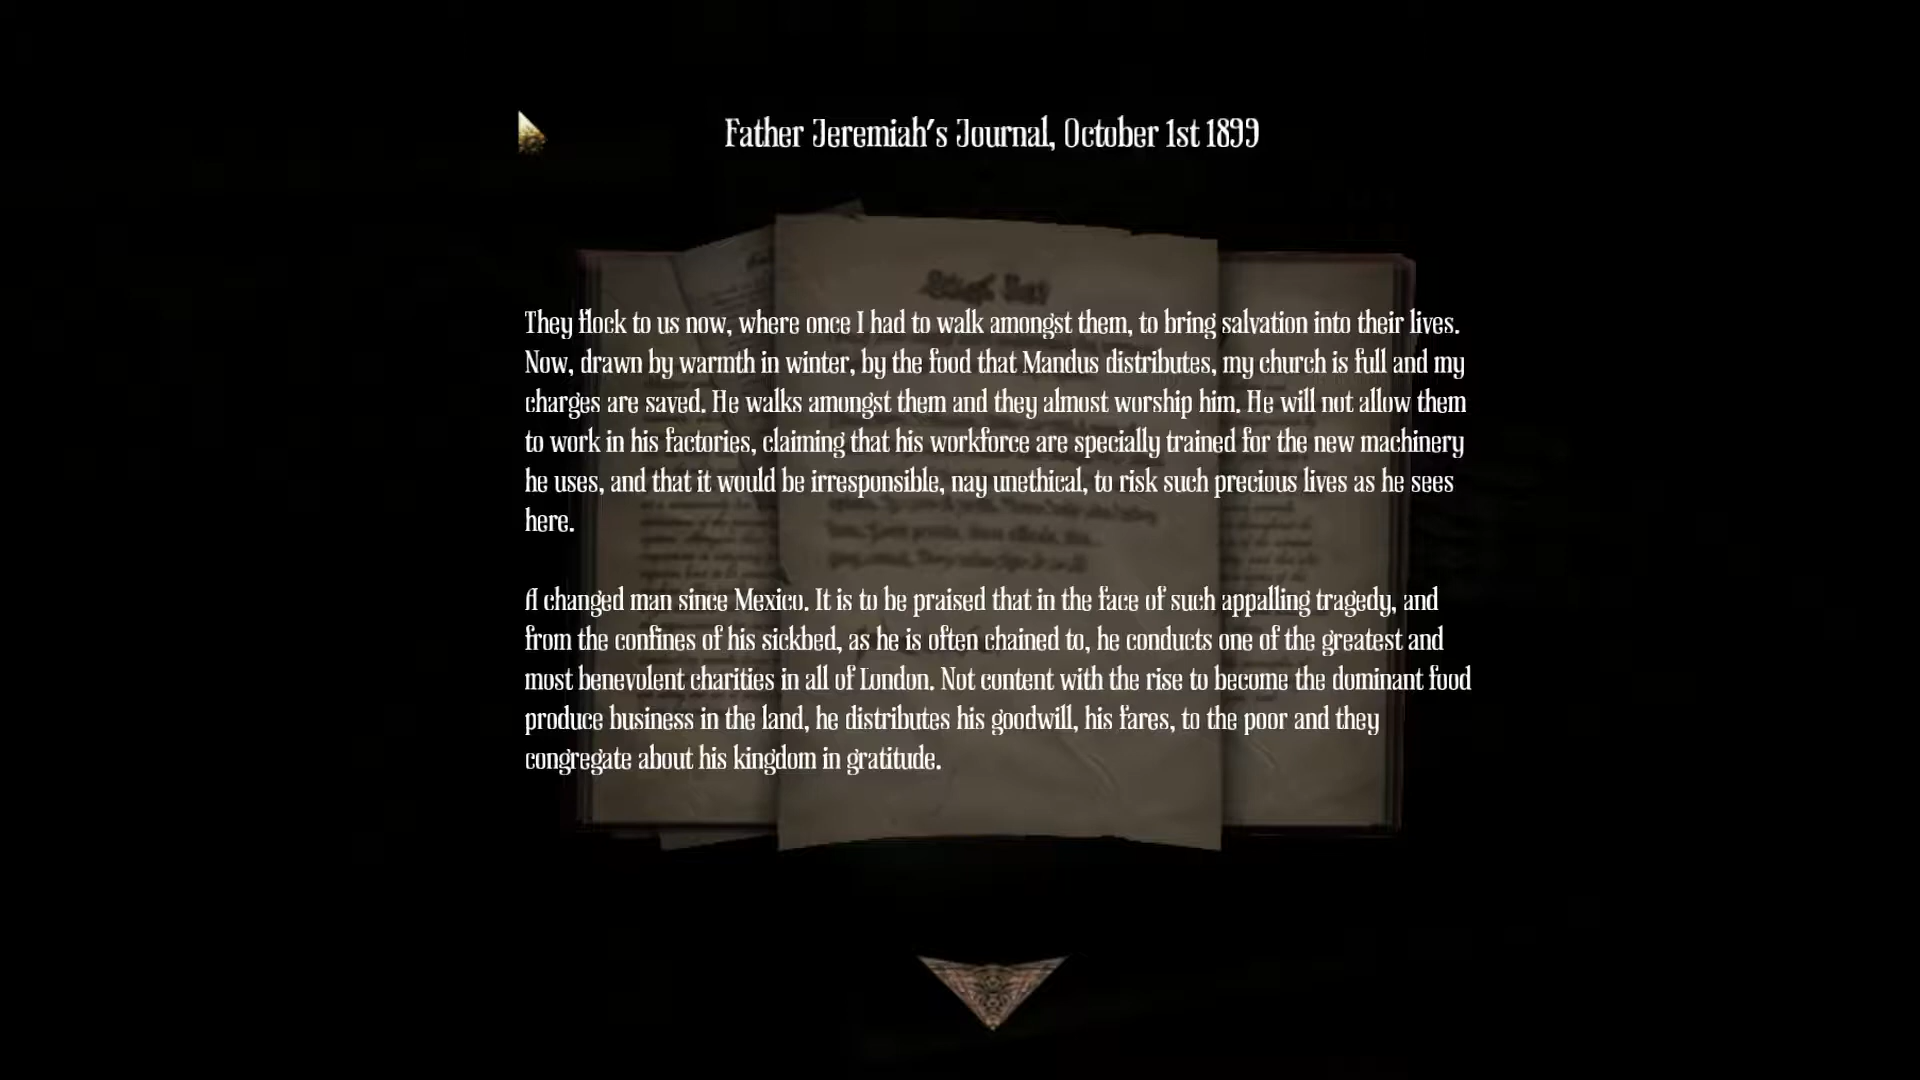 Father Jeremiah's Journal, October 1st 1899
They flock to us now, where once I had to walk amongst them, to bring salvation into their lives.
Now, drawn by warmth in winter, by the food that Mandus distributes, my church is full and my
charges are saved. He walks amongst them and they almost worship him. He will not allow them
to work in his factories, claiming that his workforce are specially trained for the new machinery
he uses, and that it would be irresponsible, nay unethical, to risk such precious lives as he sees
here.
A changed man since Mexico. It is to be praised that in the face of such appalling tragedy, and
from the confines of his sickbed, as he is often chained to, he conducts one of the greatest and
most benevolent charities in all of London. Not content with the rise to become the dominant food
produce business in the land, he distributes his goodwill, his fares, to the poor and they
congregate about his kingdom in gratitude.